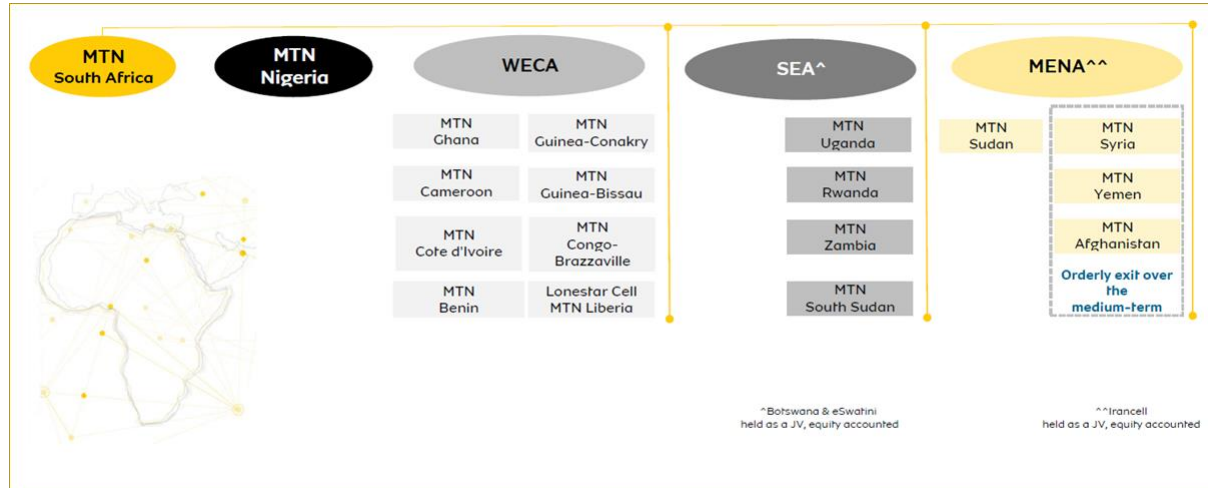 MTN
South Africa
MTN
Nigeria
WECA
SEA^
MENA^^
MTN
Ghana
MTN
Guinea-Conakry
MTN
Cameroon
MTN
Guinea-Bissau
MTN
Cote d'Ivoire
MTN
Congo-
Brazzaville
MTN
Benin
Lonestar Cell
MTN Liberia
MTN
Uganda
MTN
Rwanda
MTN
Zambia
MTN
South Sudan
MTN
Sudan
MTN
Syria
MTN
Yemen
MTN
Afghanistan
Orderly exit over
the
medium-term
^Botswana & eSwatini
held as a JV, equity accounted
^^Irancell
held as a JV, equity accounted